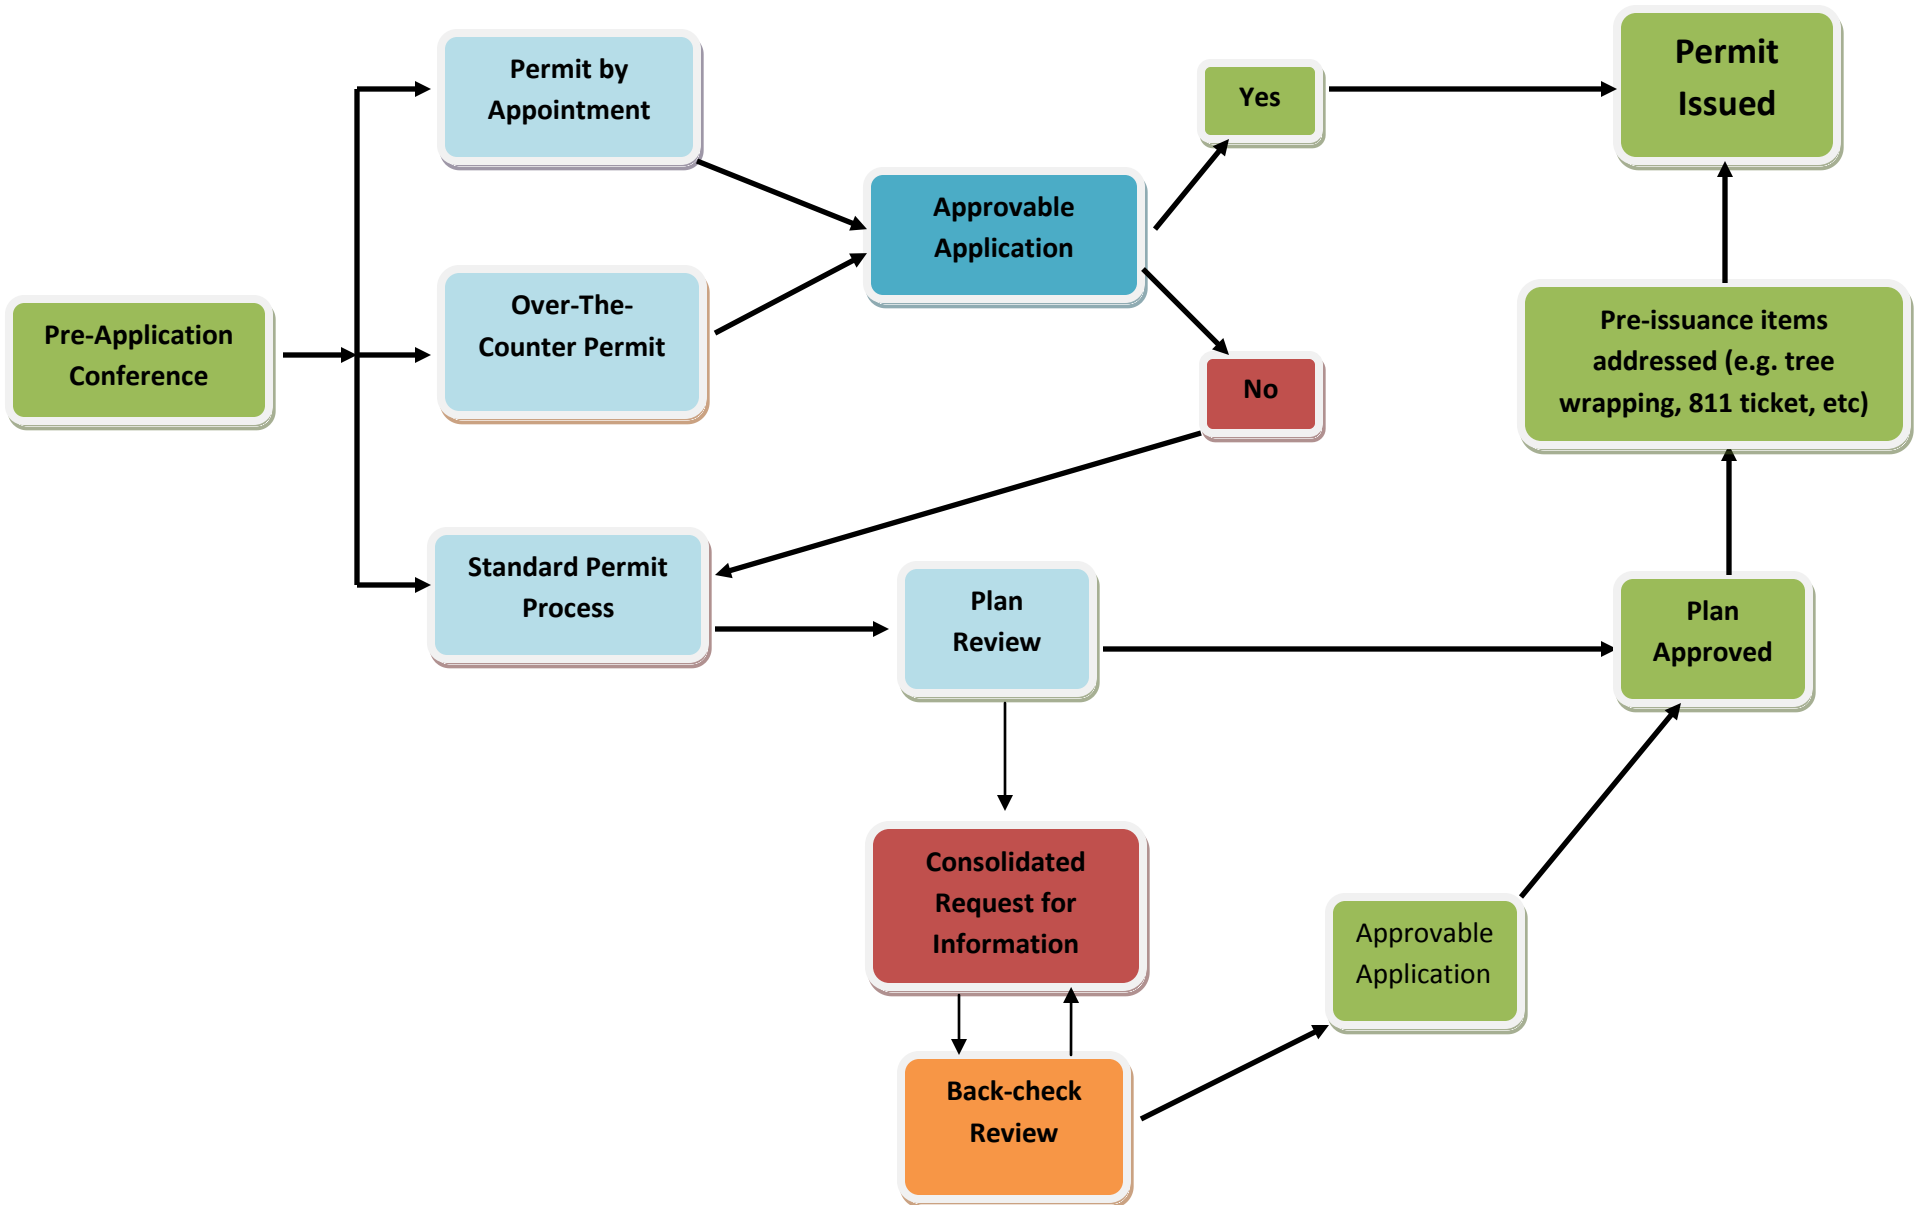 Permit by
Appointment
Yes
Permit
Issued
Approvable
Application
Pre-Application
Conference
Over-The-
Counter Permit
No
Pre-issuance items
addressed (e.g. tree
wrapping, 811 ticket, etc)
Standard Permit
Process
Plan
Review
Plan
Approved
Consolidated
Request for
Information
Approvable
Application
Back-check
Review